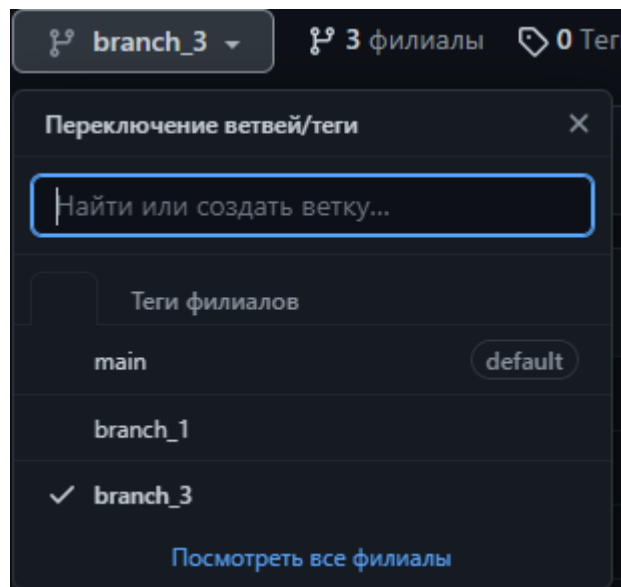 branch_3 3 филиалы 0 Тег
Переключение ветвей/теги
Найти или создать ветку...
Теги филиалов
main default
branch_1
branch_3
Посмотреть все филиалы